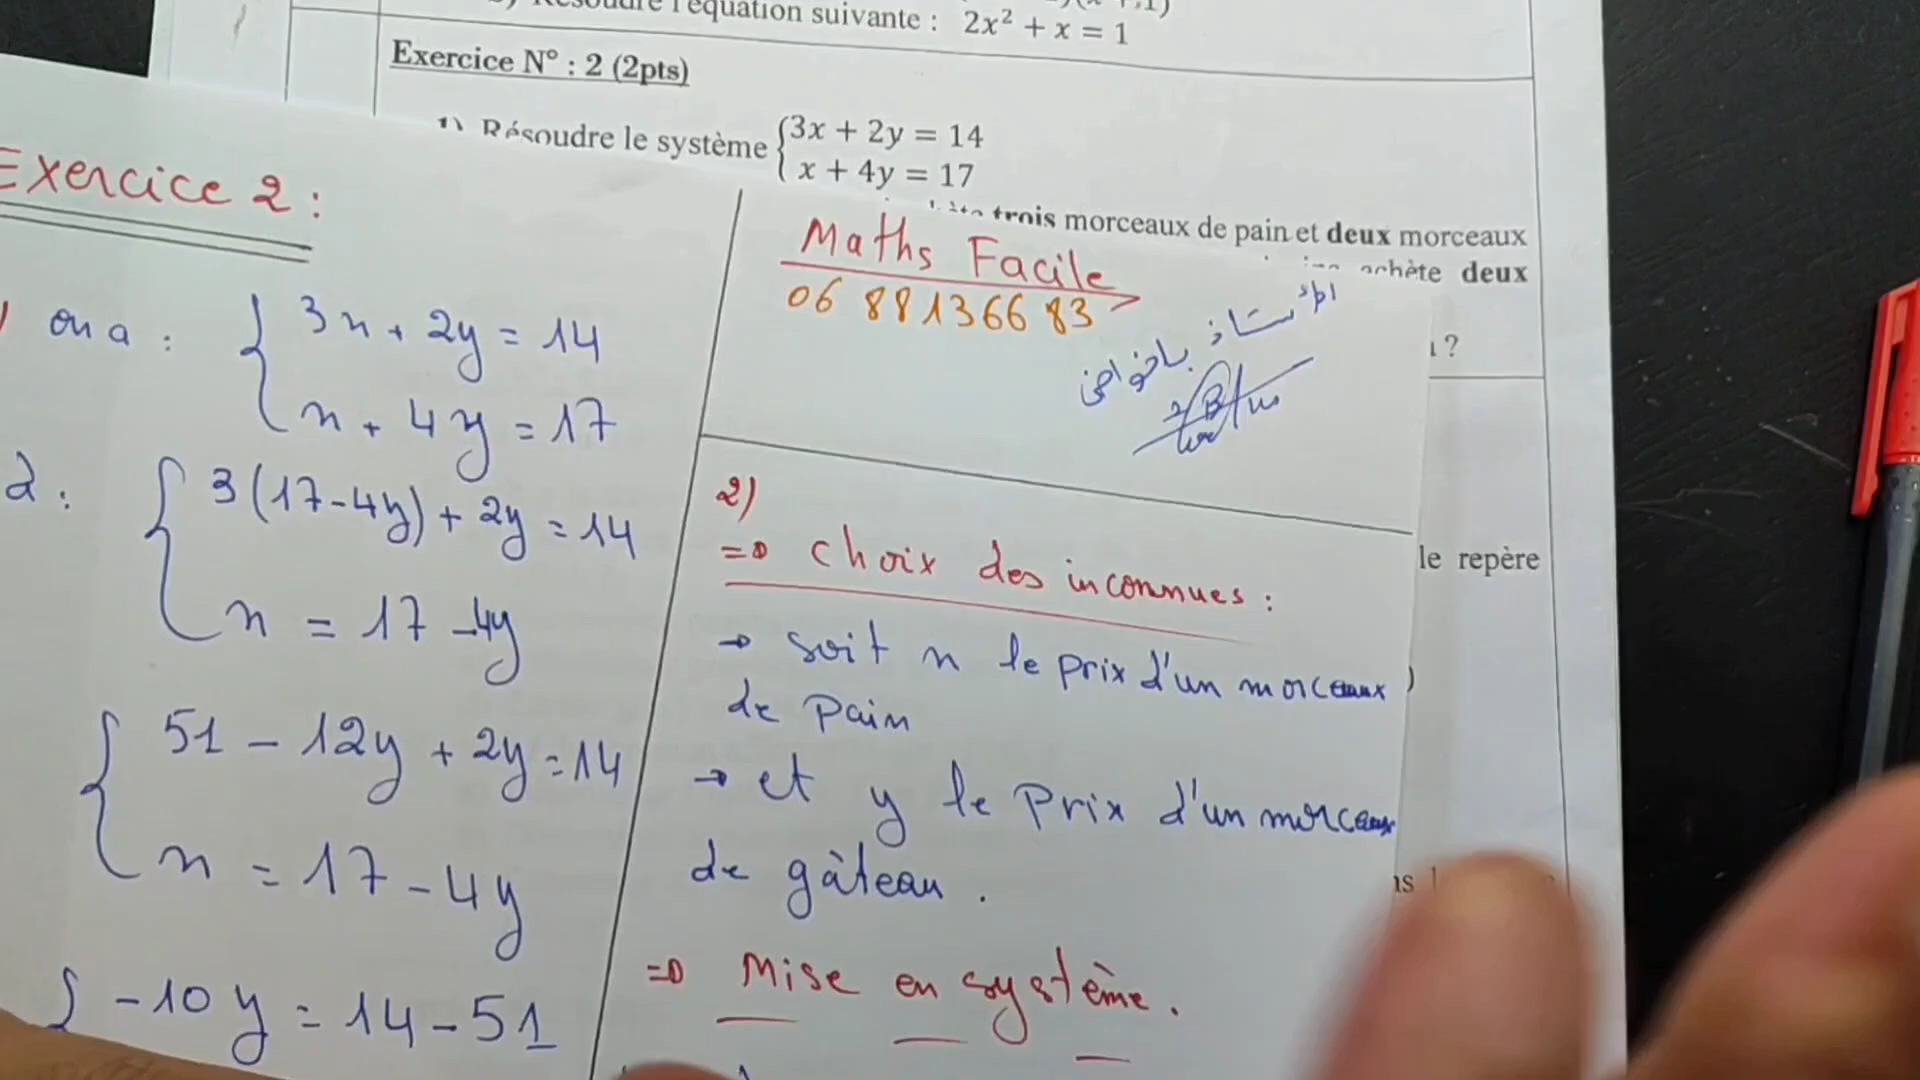 Résoudre l'équation suivante : 2x² + x = 1
Exercice N° : 2 (2pts)
1) Résoudre le système { 3x + 2y = 14
x + 4y = 17
trois morceaux de pain et deux morceaux
achète deux
?
le repère
)
Exercice 2 :
on a : { 3x + 2y = 14
x + 4y = 17
{ 3(17-4y) + 2y = 14
x = 17 - 4y
{ 51 - 12y + 2y = 14
x = 17 - 4y
{ -10y = 14 - 51
Maths Facile
06 88136683
الأستاذ
2)
=> choix des inconnues :
→ soit x le prix d'un morceaux
de pain
→ et y le prix d'un morceaux
de gâteau .
=> Mise en système .